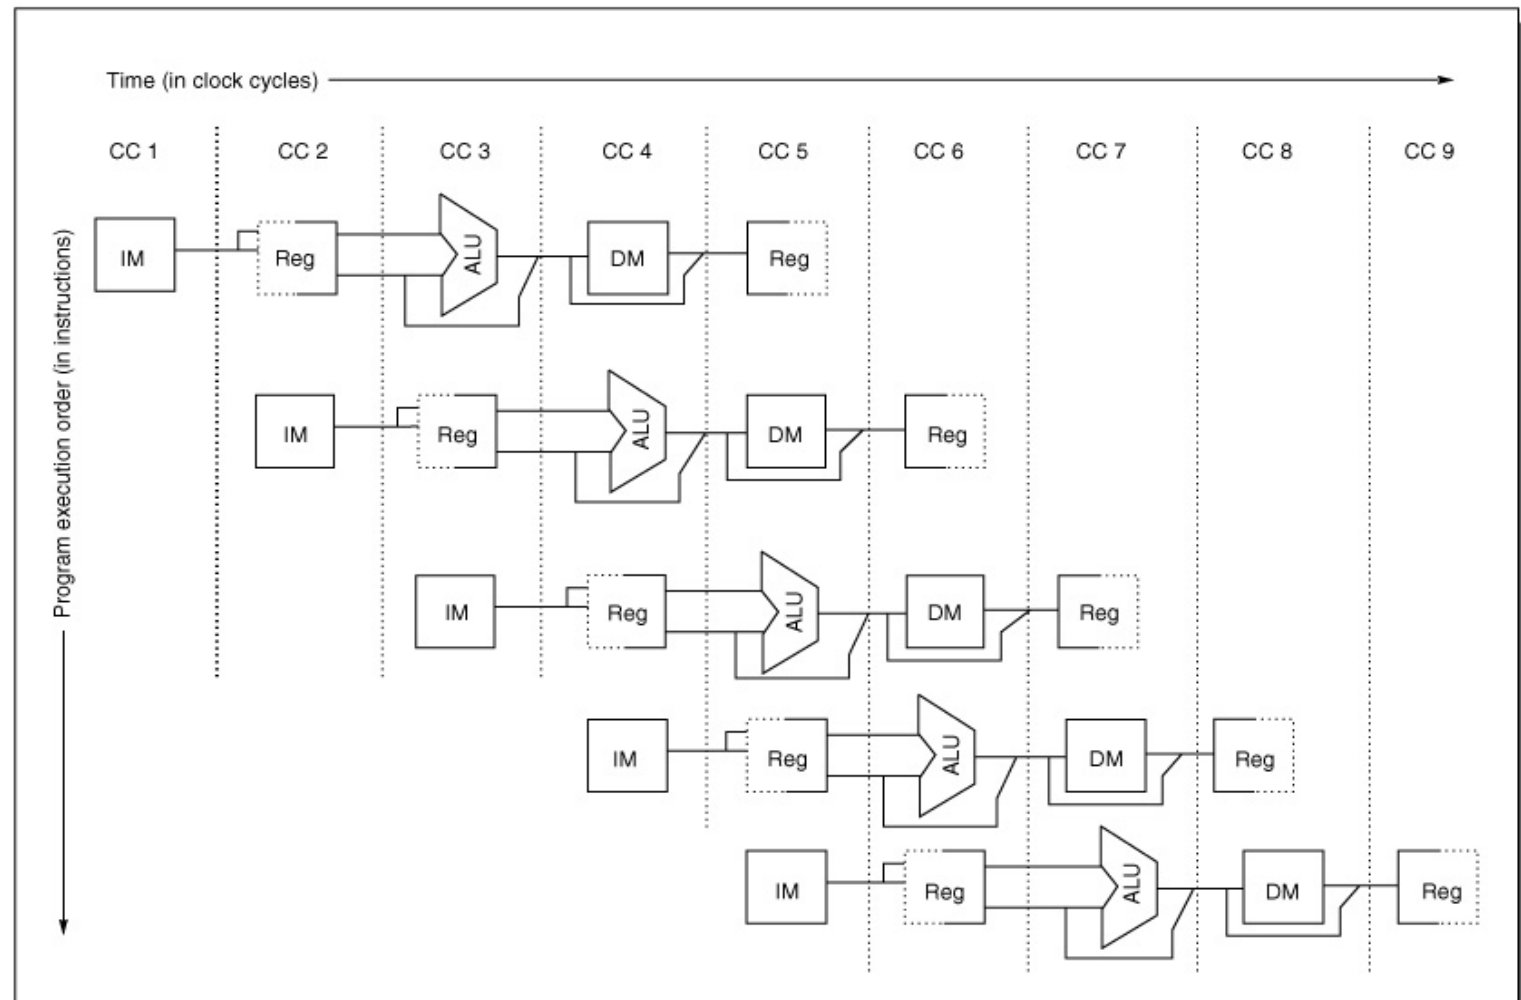 Time (in clock cycles)
CC 1 CC 2 CC 3 CC 4 CC 5 CC 6 CC 7 CC 8 CC 9
Program execution order (in instructions)
IM Reg ALU DM Reg
IM Reg ALU DM Reg
IM Reg ALU DM Reg
IM Reg ALU DM Reg
IM Reg ALU DM Reg